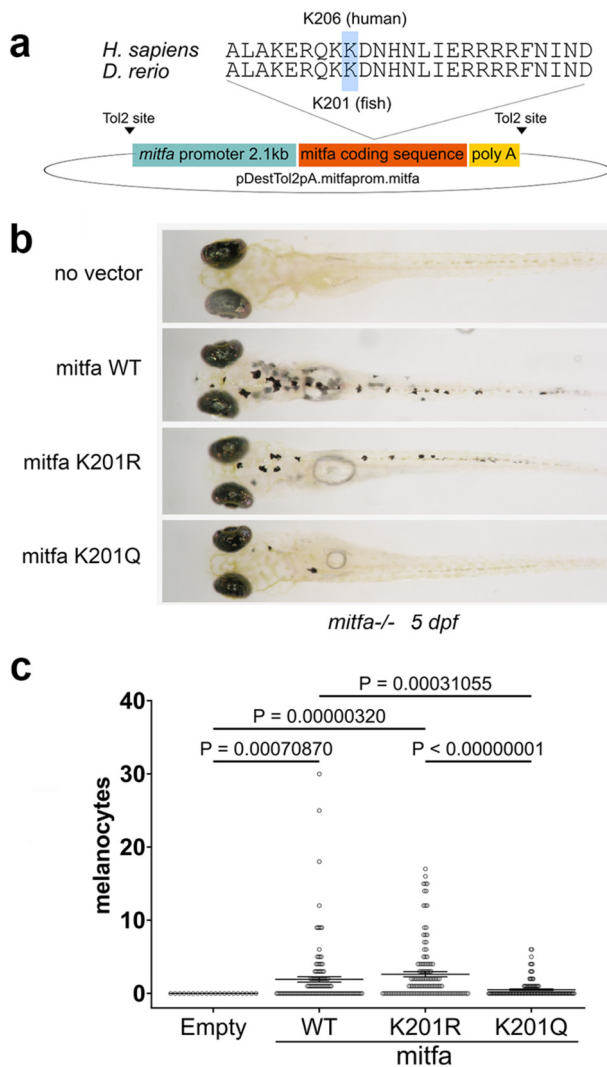 a
K206 (human)
H. sapiens ALAKERQKKDNHNLIERRRRFNIND
D. rerio ALAKERQKKDNHNLIERRRRFNIND
K201 (fish)
Tol2 site Tol2 site
mitfa promoter 2.1kb mitfa coding sequence poly A
pDestTol2pA.mitfaprom.mitfa
b
no vector
mitfa WT
mitfa K201R
mitfa K201Q
mitfa-/- 5 dpf
c
P = 0.00031055
P = 0.00000320
P = 0.00070870 P < 0.00000001
melanocytes
40
30
20
10
0
Empty WT K201R K201Q
mitfa